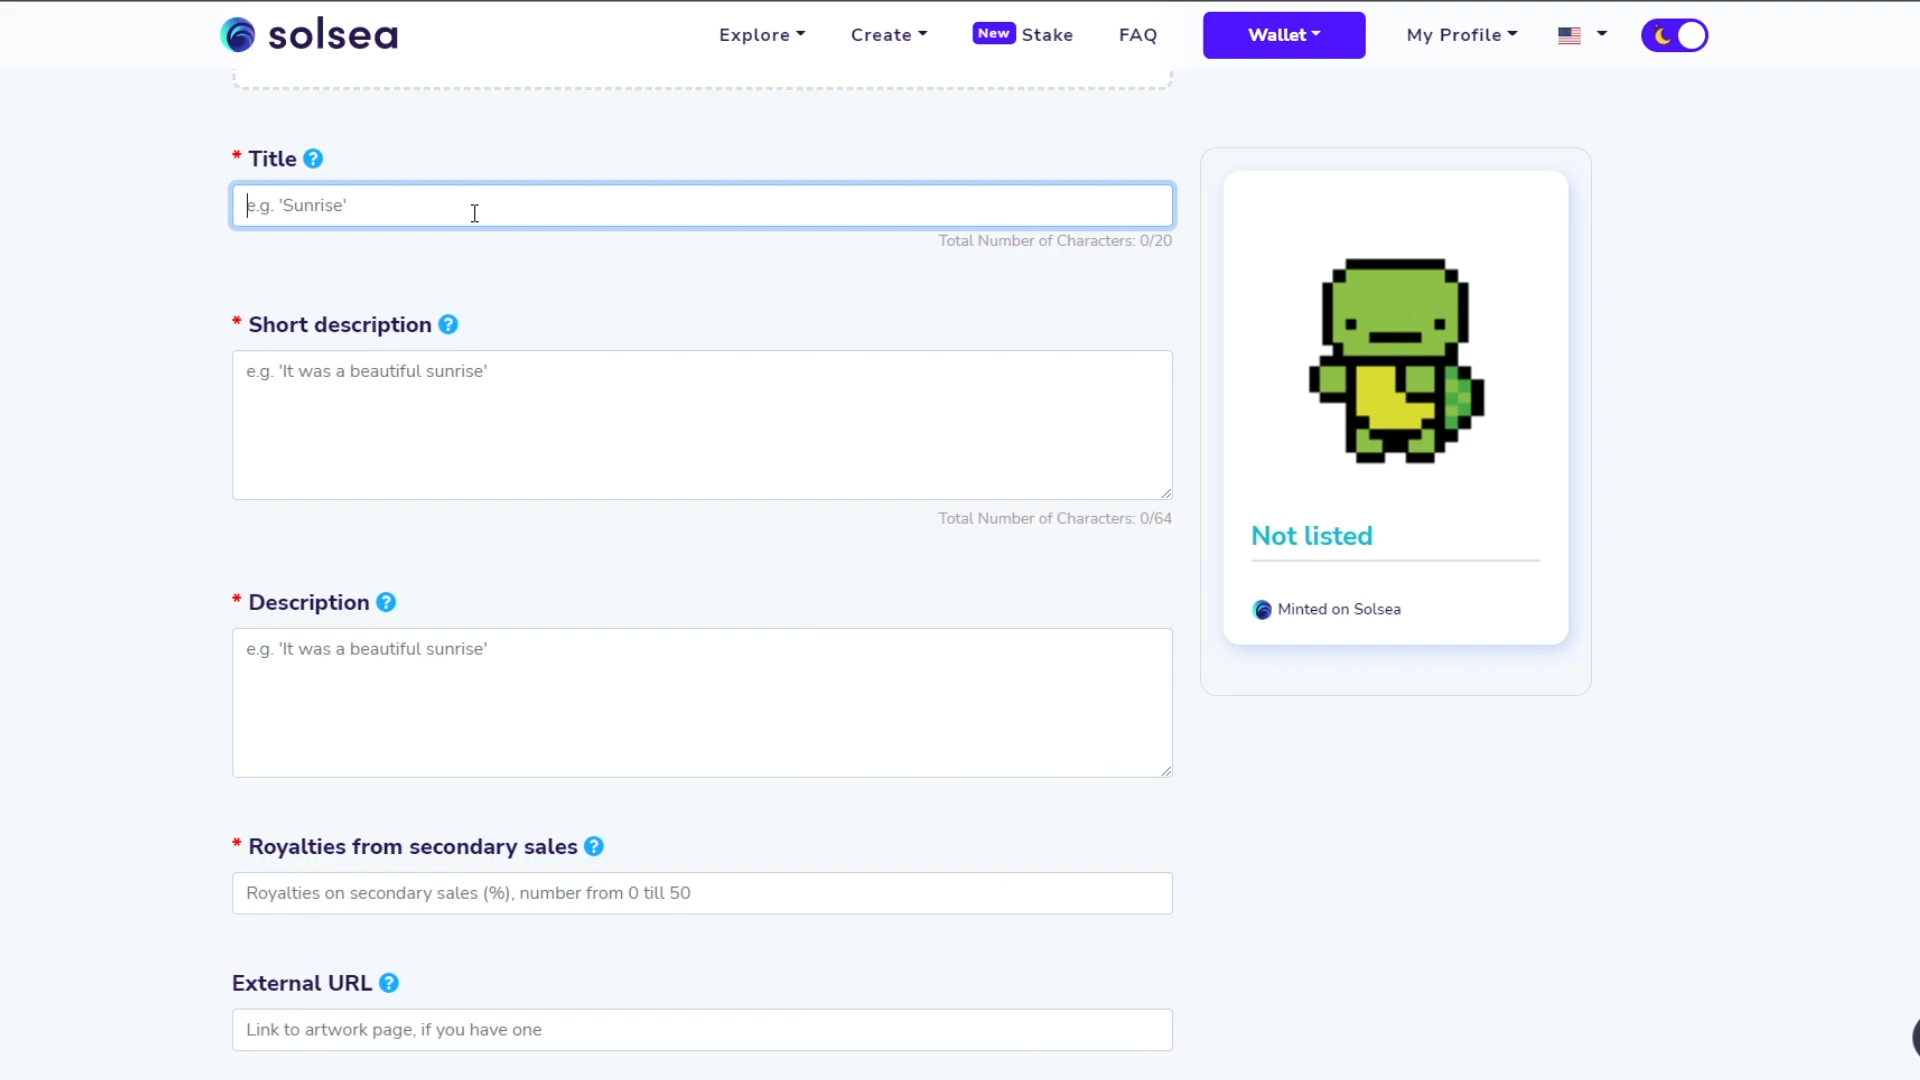 solsea
Explore
Create
New Stake
FAQ
Wallet
My Profile
* Title ?
e.g. 'Sunrise'
Total Number of Characters: 0/20
* Short description ?
e.g. 'It was a beautiful sunrise'
Total Number of Characters: 0/64
* Description ?
e.g. 'It was a beautiful sunrise'
* Royalties from secondary sales ?
Royalties on secondary sales (%), number from 0 till 50
External URL ?
Link to artwork page, if you have one
Not listed
Minted on Solsea